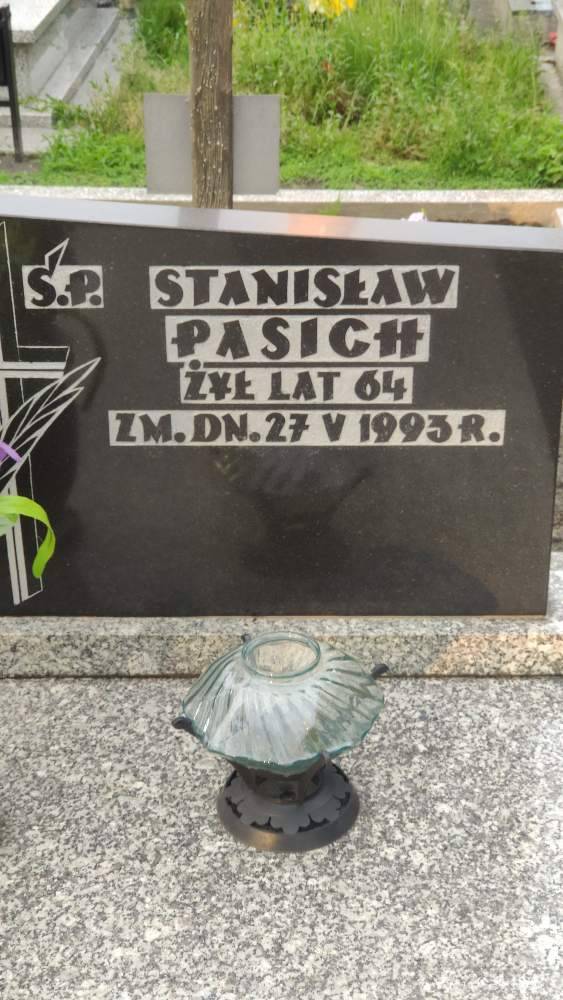 Ś.P. STANISŁAW
PASICH
ŻYŁ LAT 64
ZM. DN. 27 V 1993 R.